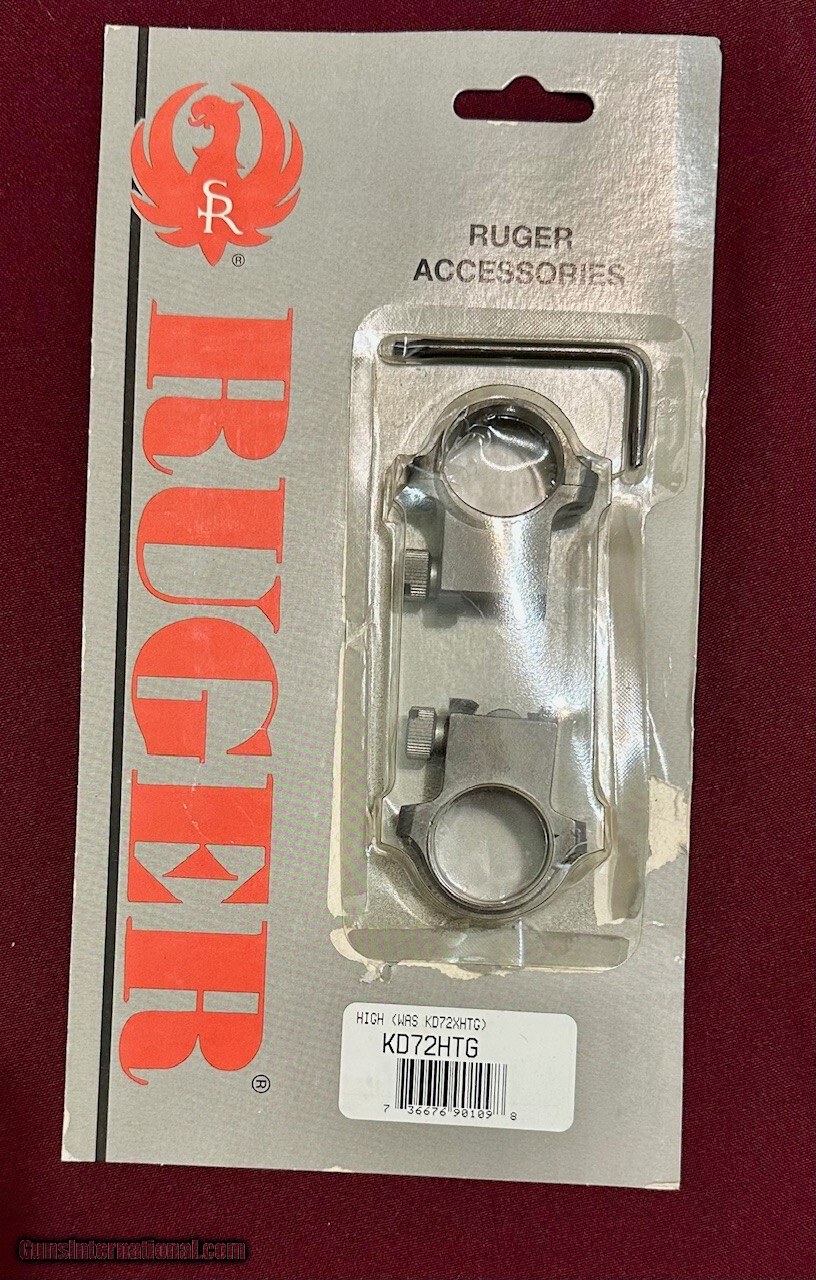 SR
®
RUGER
ACCESSORIES
RUGER®
HIGH (WAS KD72XHTG)
KD72HTG
7 36676 90109 8
GunsInternational.com